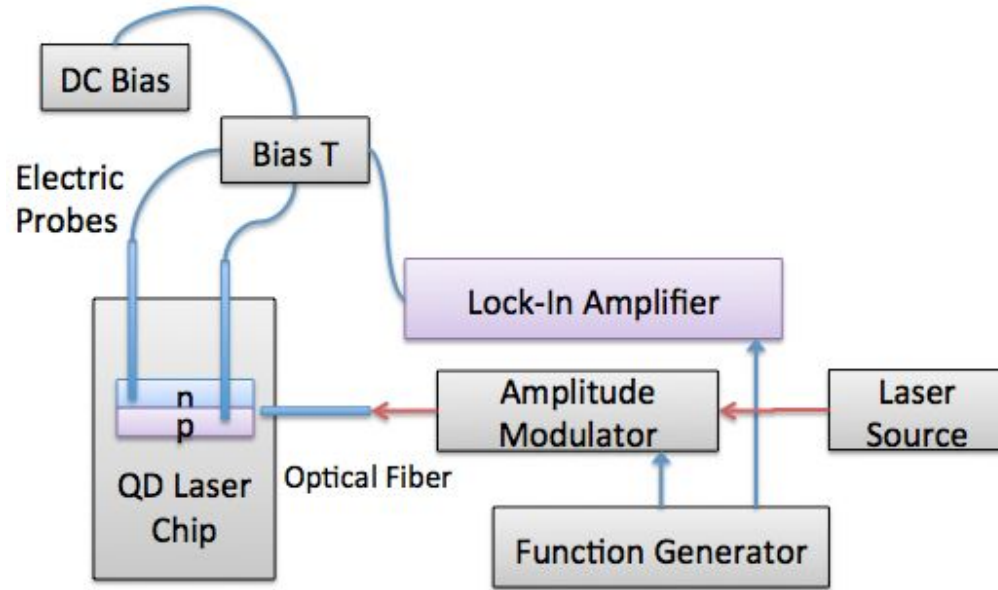 DC Bias
Bias T
Electric
Probes
Lock-In Amplifier
n
p
Amplitude
Modulator
Laser
Source
QD Laser
Chip
Optical Fiber
Function Generator